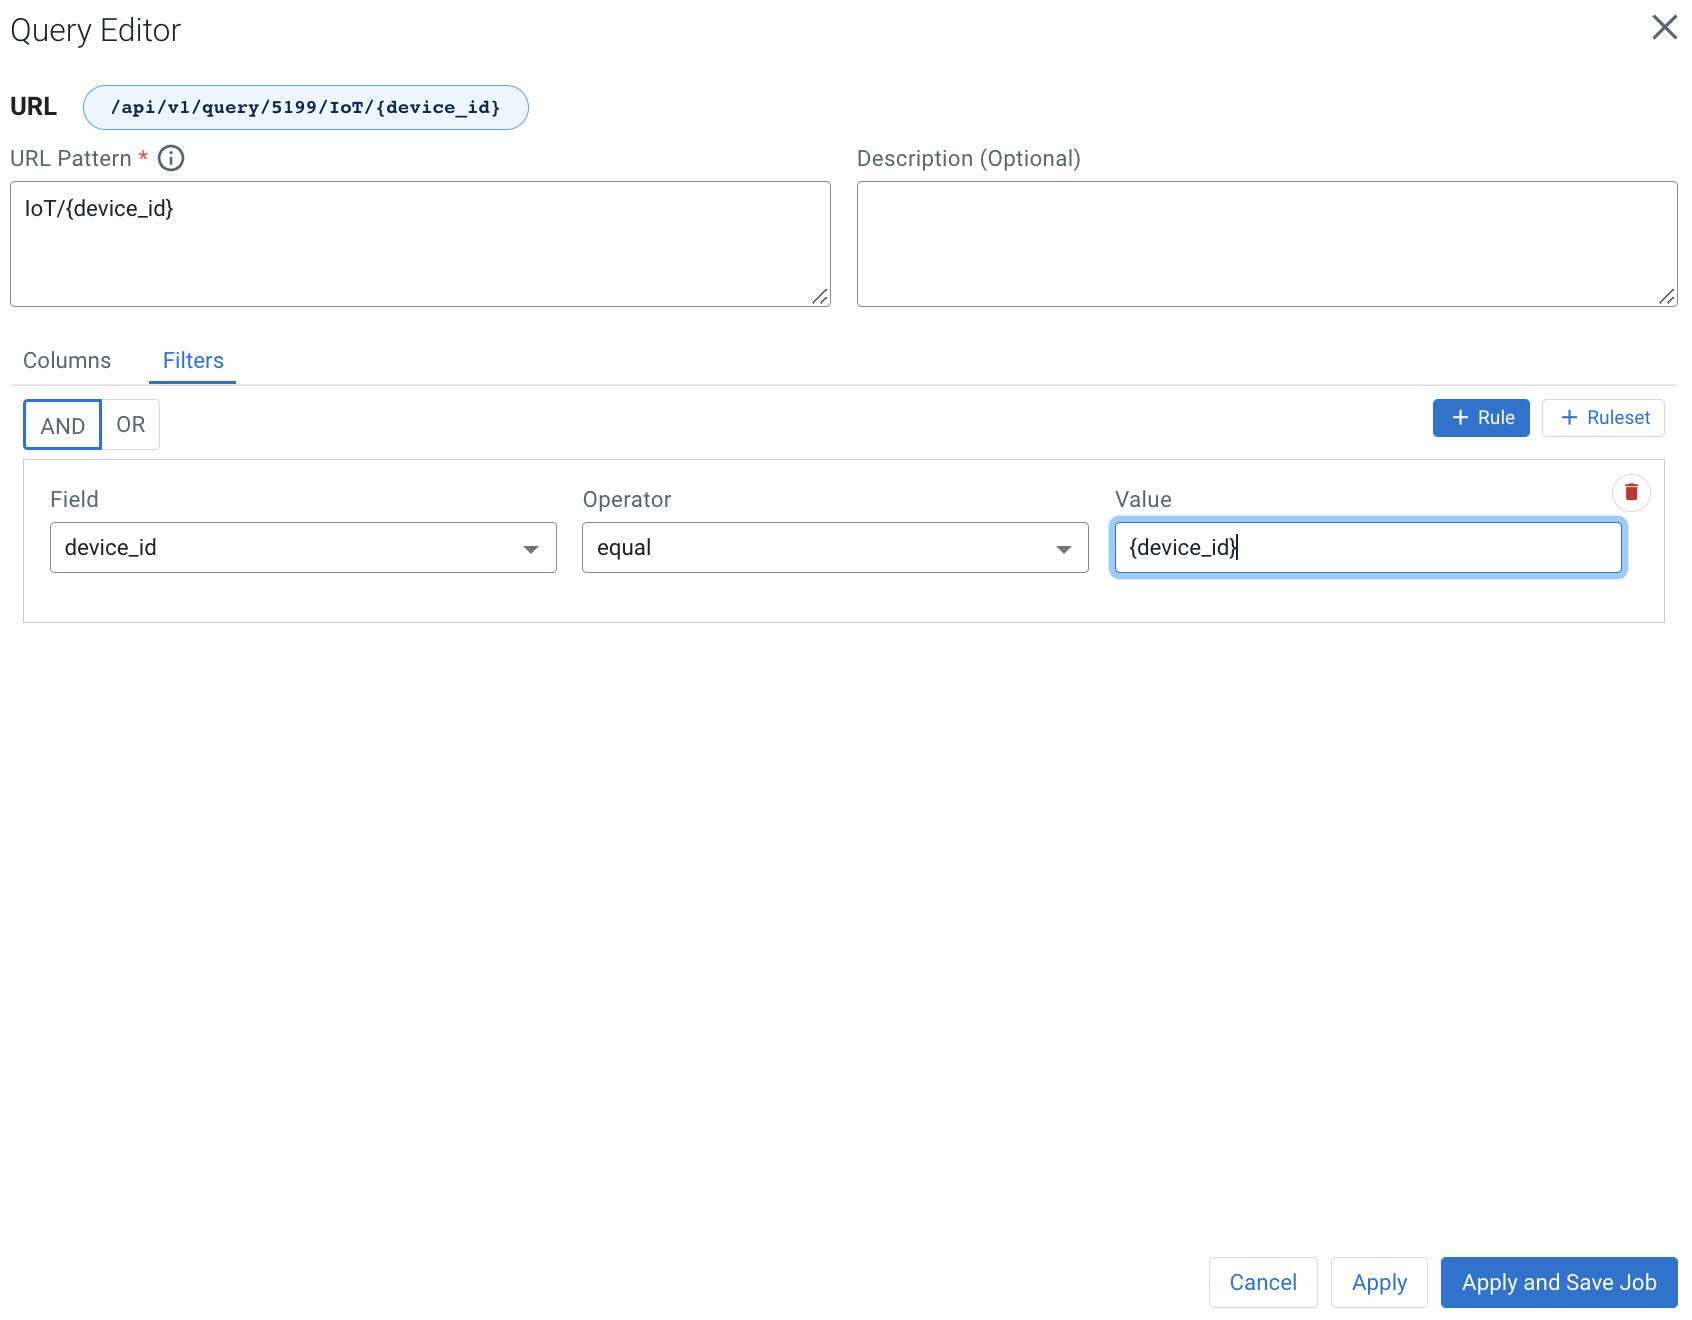 Query Editor
URL /api/v1/query/5199/IoT/{device_id}
URL Pattern * Description (Optional)
IoT/{device_id}
Columns Filters
AND OR + Rule + Ruleset
Field Operator Value
device_id equal {device_id}
Cancel Apply Apply and Save Job